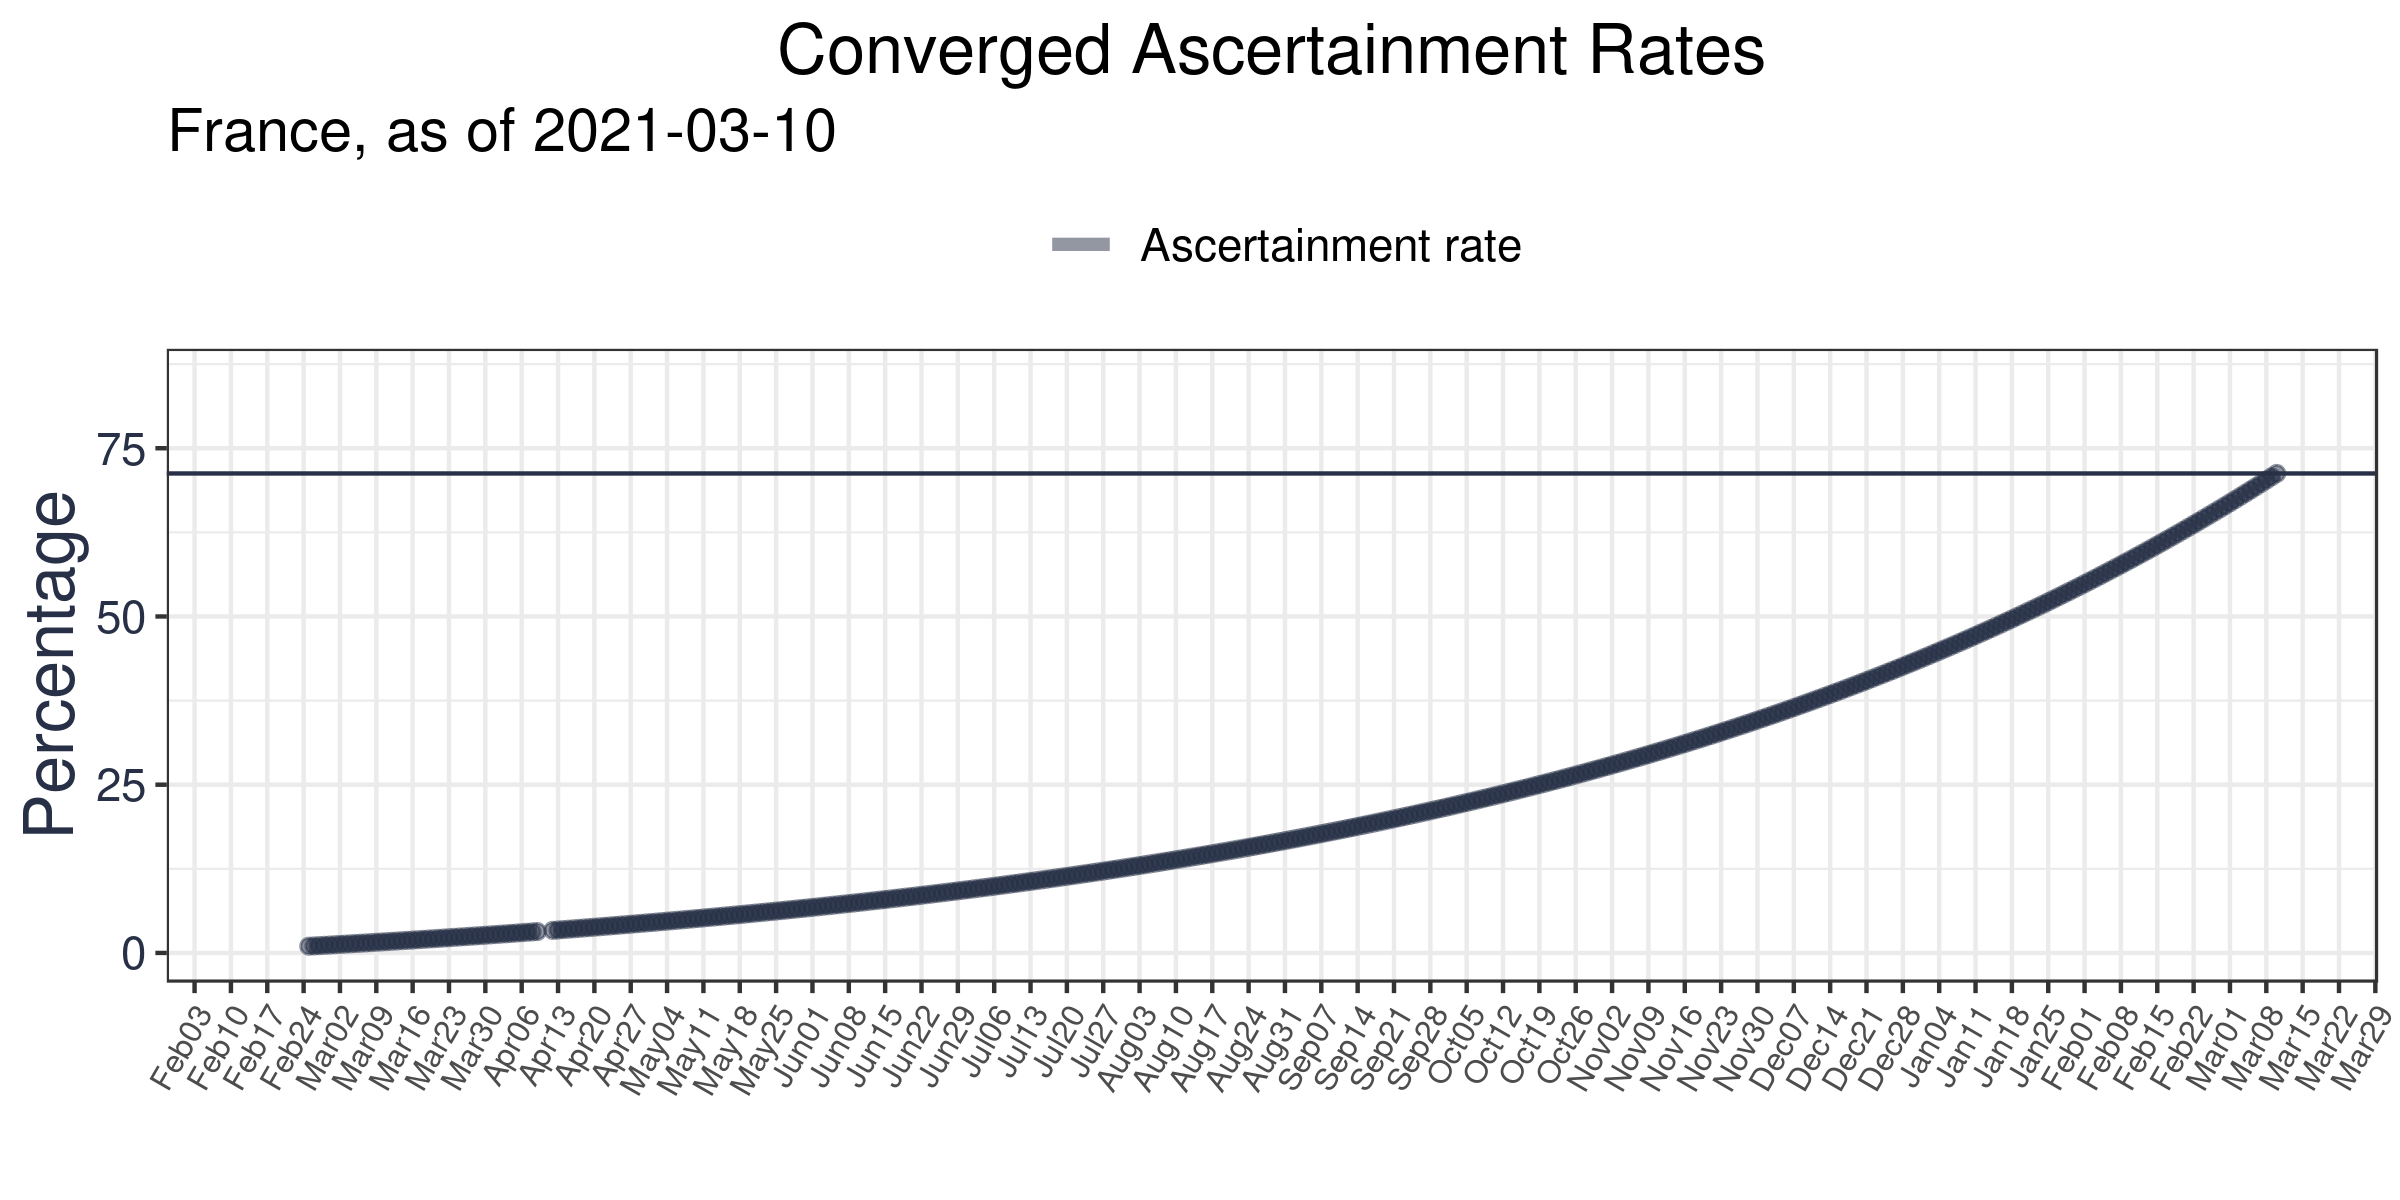 Converged Ascertainment Rates
France, as of 2021-03-10
Ascertainment rate
Percentage
75
50
25
0
Feb03 Feb10 Feb17 Feb24 Mar02 Mar09 Mar16 Mar23 Mar30 Apr06 Apr13 Apr20 Apr27 May04 May11 May18 May25 Jun01 Jun08 Jun15 Jun22 Jun29 Jul06 Jul13 Jul20 Jul27 Aug03 Aug10 Aug17 Aug24 Aug31 Sep07 Sep14 Sep21 Sep28 Oct05 Oct12 Oct19 Oct26 Nov02 Nov09 Nov16 Nov23 Nov30 Nov07 Dec07 Dec14 Dec21 Dec28 Jan04 Jan11 Jan18 Jan25 Feb01 Feb08 Feb15 Feb22 Mar01 Mar08 Mar15 Mar22 Mar29